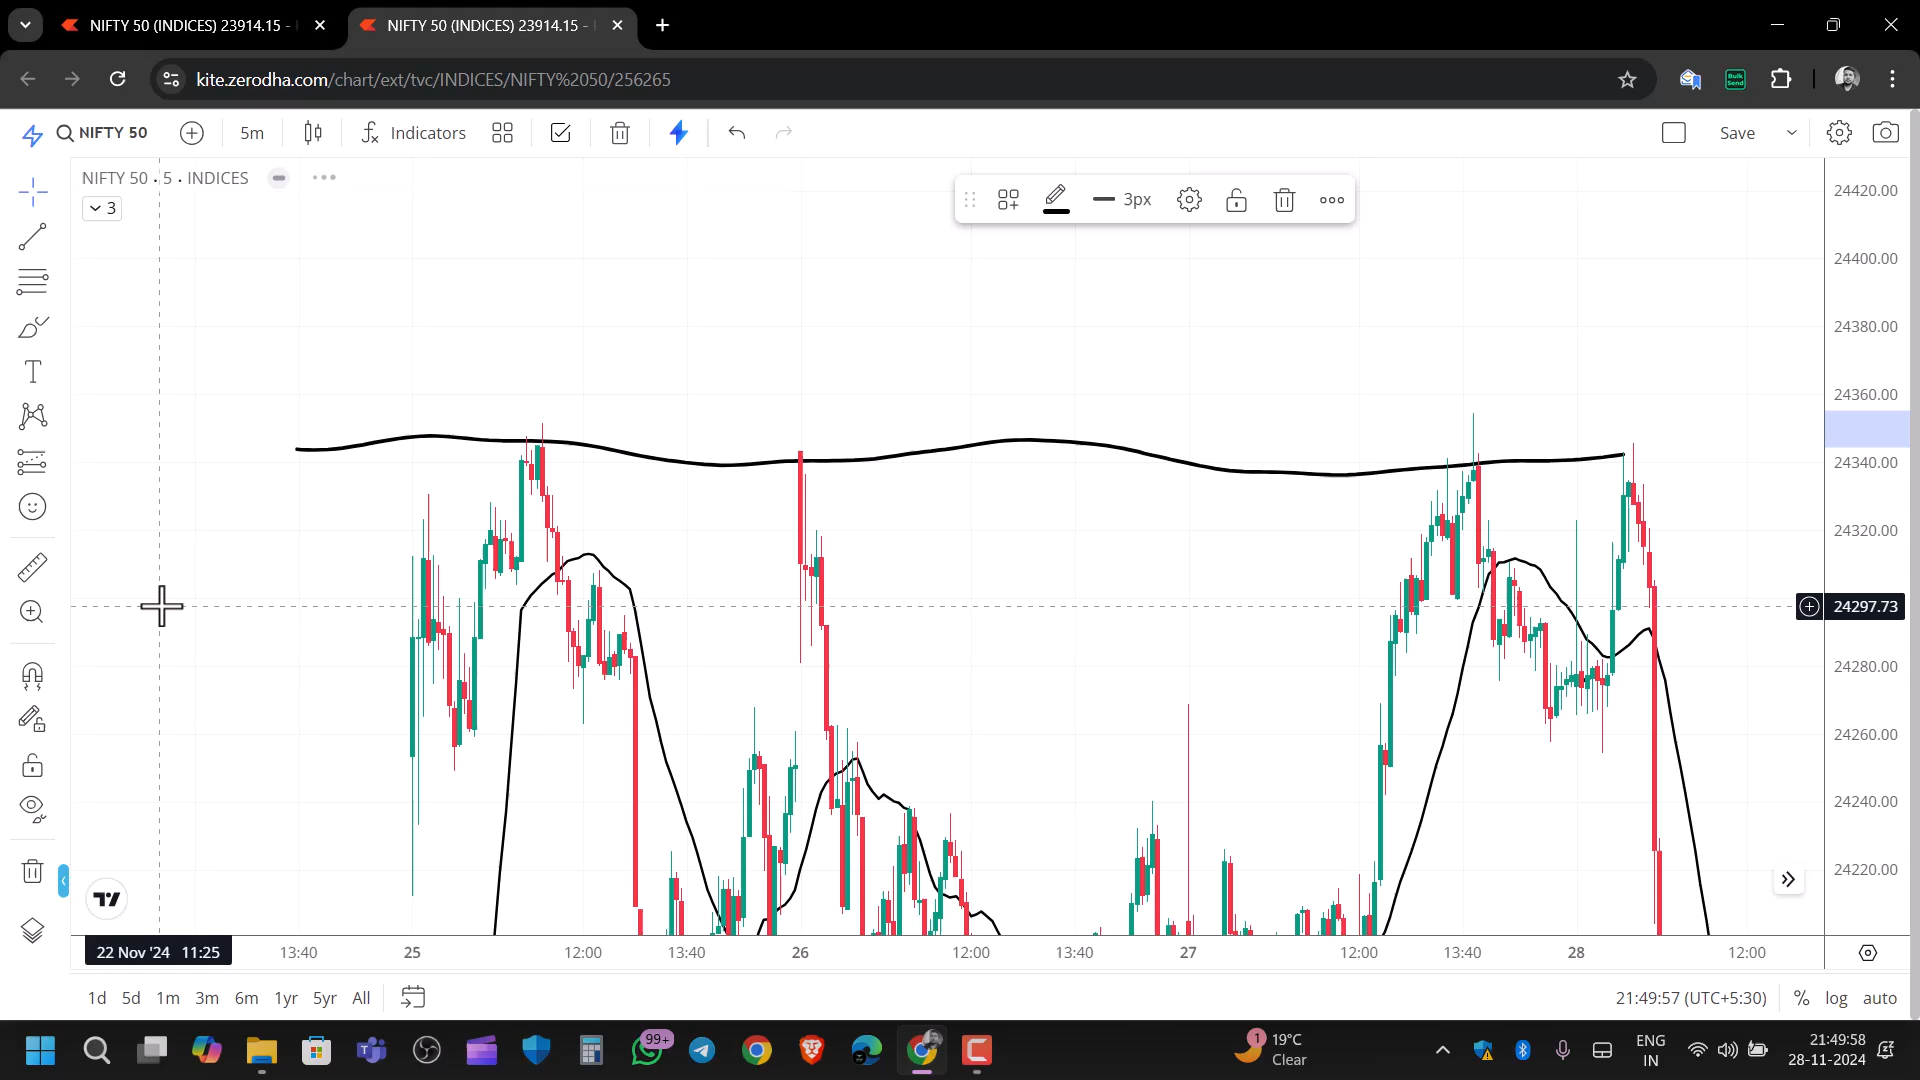 NIFTY 50 (INDICES) 23914.15 -
NIFTY 50 (INDICES) 23914.15 -
kite.zerodha.com/chart/ext/tvc/INDICES/NIFTY%2050/256265
Bulk Send
NIFTY 50
5m
Indicators
Save
NIFTY 50 · 5 · INDICES
3
3px
24420.00
24400.00
24380.00
24360.00
24340.00
24320.00
24297.73
24280.00
24260.00
24240.00
24220.00
22 Nov '24 11:25
13:40
25
12:00
13:40
26
12:00
13:40
27
12:00
13:40
28
12:00
1d 5d 1m 3m 6m 1yr 5yr All
21:49:57 (UTC+5:30)
% log auto
99+
1
19°C
Clear
ENG
IN
21:49:58
28-11-2024